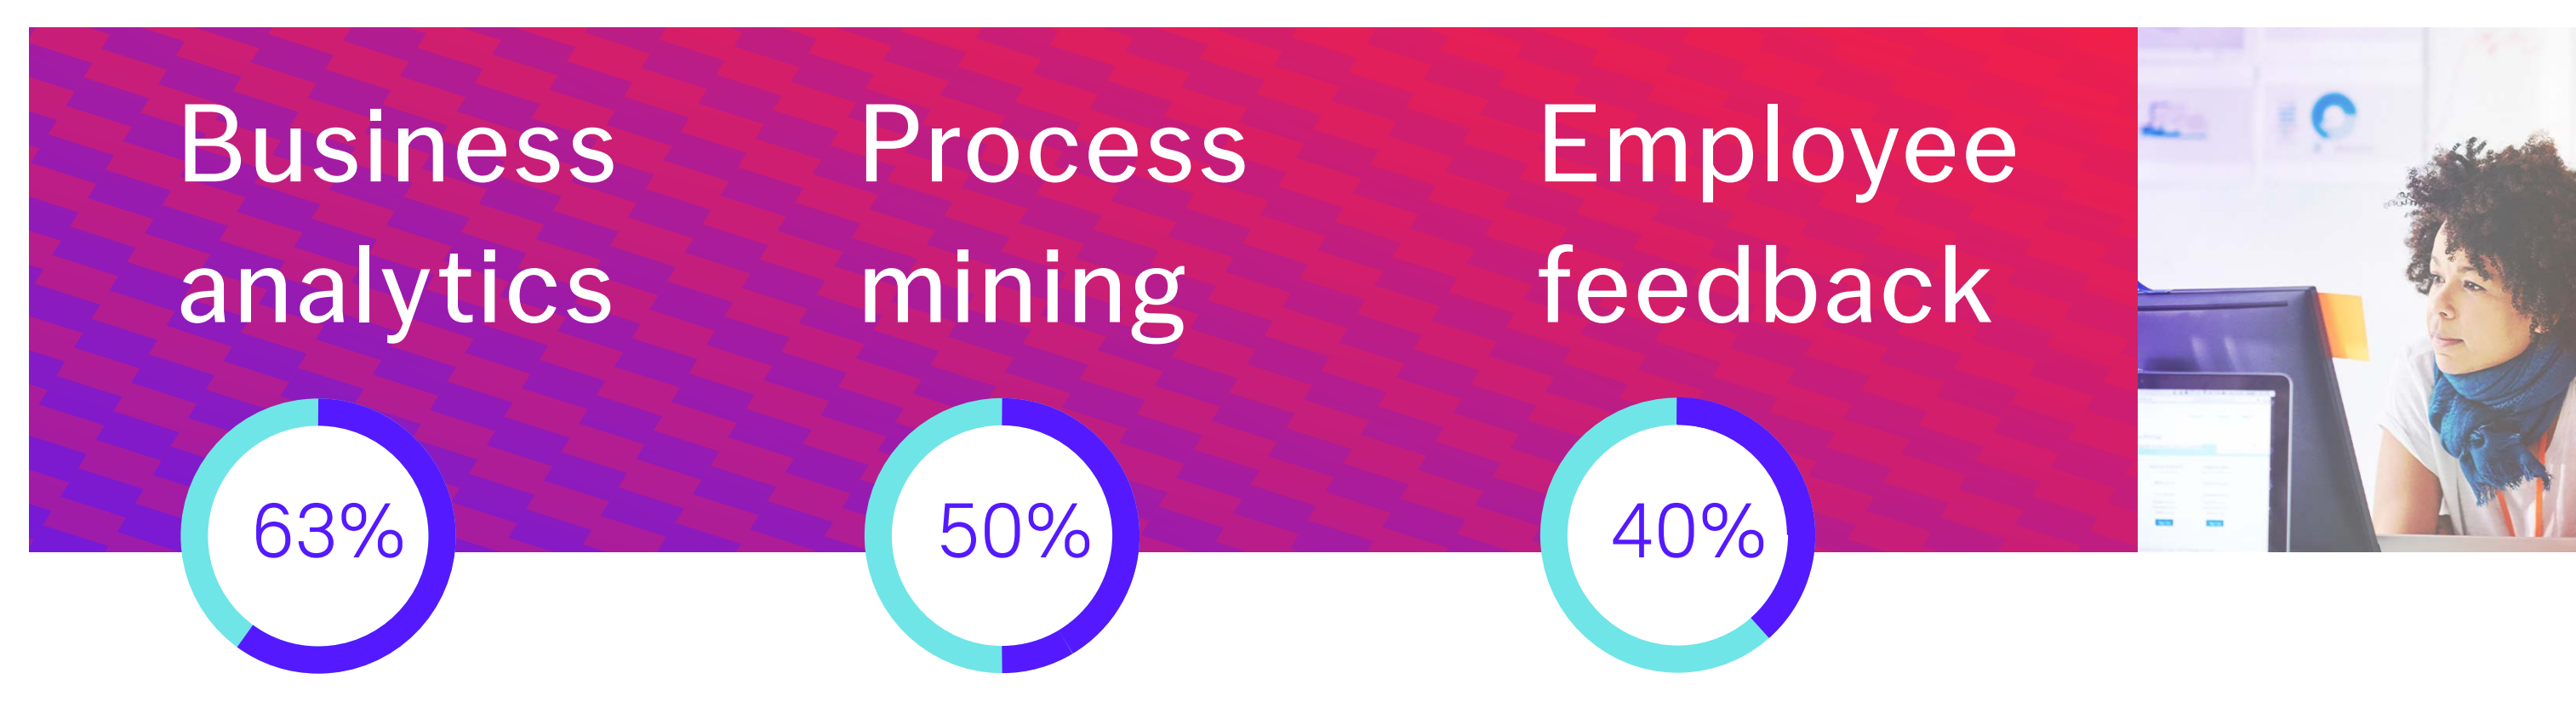 Business
analytics
63%
Process
mining
50%
Employee
feedback
40%